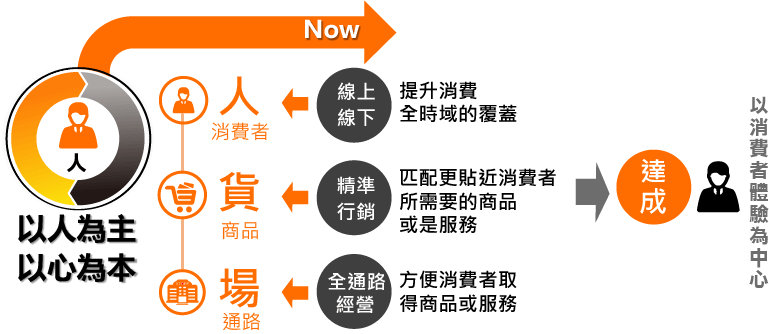 Now
人
以人為主
以心為本
人
消費者
線上
線下
提升消費
全時域的覆蓋
貨
商品
精準
行銷
匹配更貼近消費者
所需要的商品
或是服務
場
通路
全通路
經營
方便消費者取
得商品或服務
達
成
以消費者體驗為中心